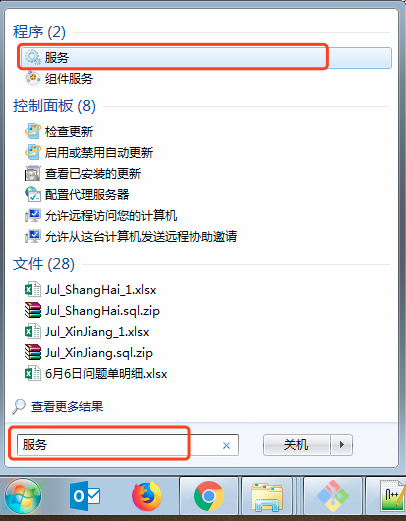 程序 (2)
服务
组件服务
控制面板 (8)
检查更新
启用或禁用自动更新
查看已安装的更新
配置代理服务器
允许远程访问您的计算机
允许从这台计算机发送远程协助邀请
文件 (28)
Jul_ShangHai_1.xlsx
Jul_ShangHai.sql.zip
Jul_XinJiang_1.xlsx
Jul_XinJiang.sql.zip
6月6日问题单明细.xlsx
查看更多结果
服务
关机